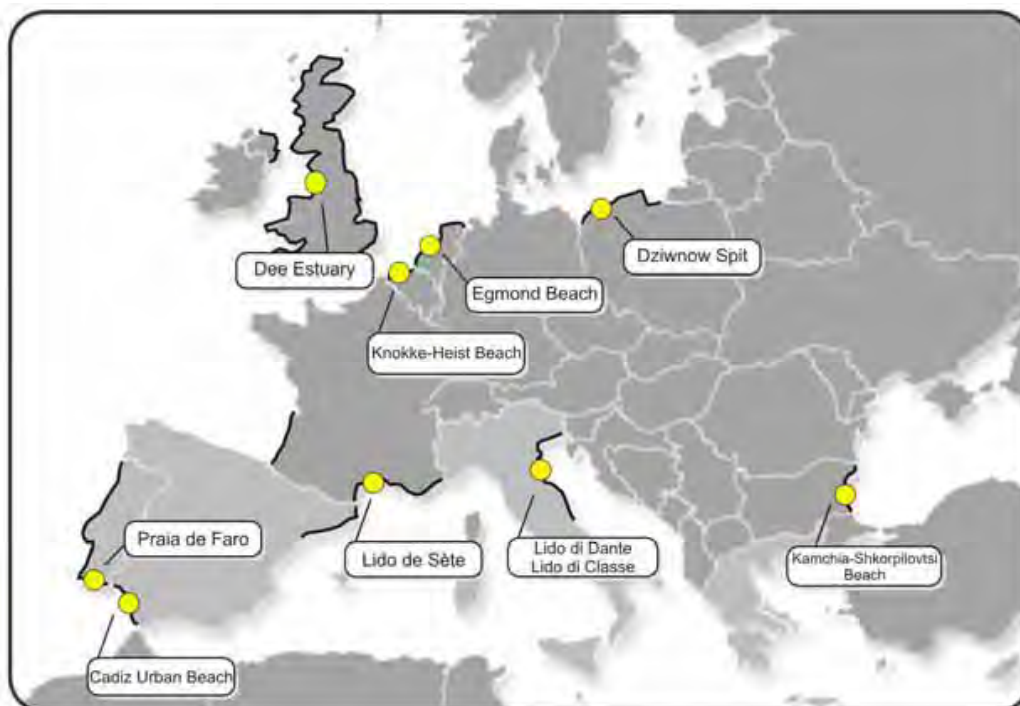 Dee Estuary
Dziwnow Spit
Egmond Beach
Knokke-Heist Beach
Praia de Faro
Lido de Sète
Lido di Dante
Lido di Classe
Kamchia-Shkorpilovtsi
Beach
Cadiz Urban Beach